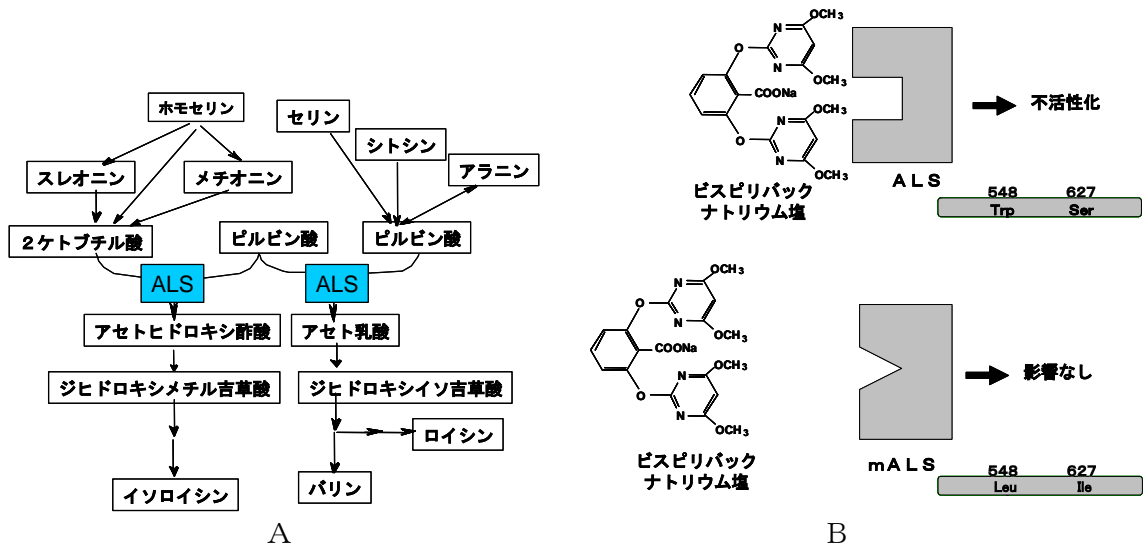 ホモセリン
セリン
シトシン
アラニン
スレオニン
メチオニン
2ケトブチル酸
ピルビン酸
ピルビン酸
ALS
ALS
アセトヒドロキシ酢酸
アセト乳酸
ジヒドロキシメチル吉草酸
ジヒドロキシイソ吉草酸
ロイシン
イソロイシン
バリン
A
OCH3
N
O
N
OCH3
COONa
OCH3
N
O
N
OCH3
ビスピリバック
ナトリウム塩
ALS
不活性化
548 627
Trp Ser
OCH3
N
O
N
OCH3
COONa
OCH3
N
O
N
OCH3
ビスピリバック
ナトリウム塩
mALS
影響なし
548 627
Leu Ile
B